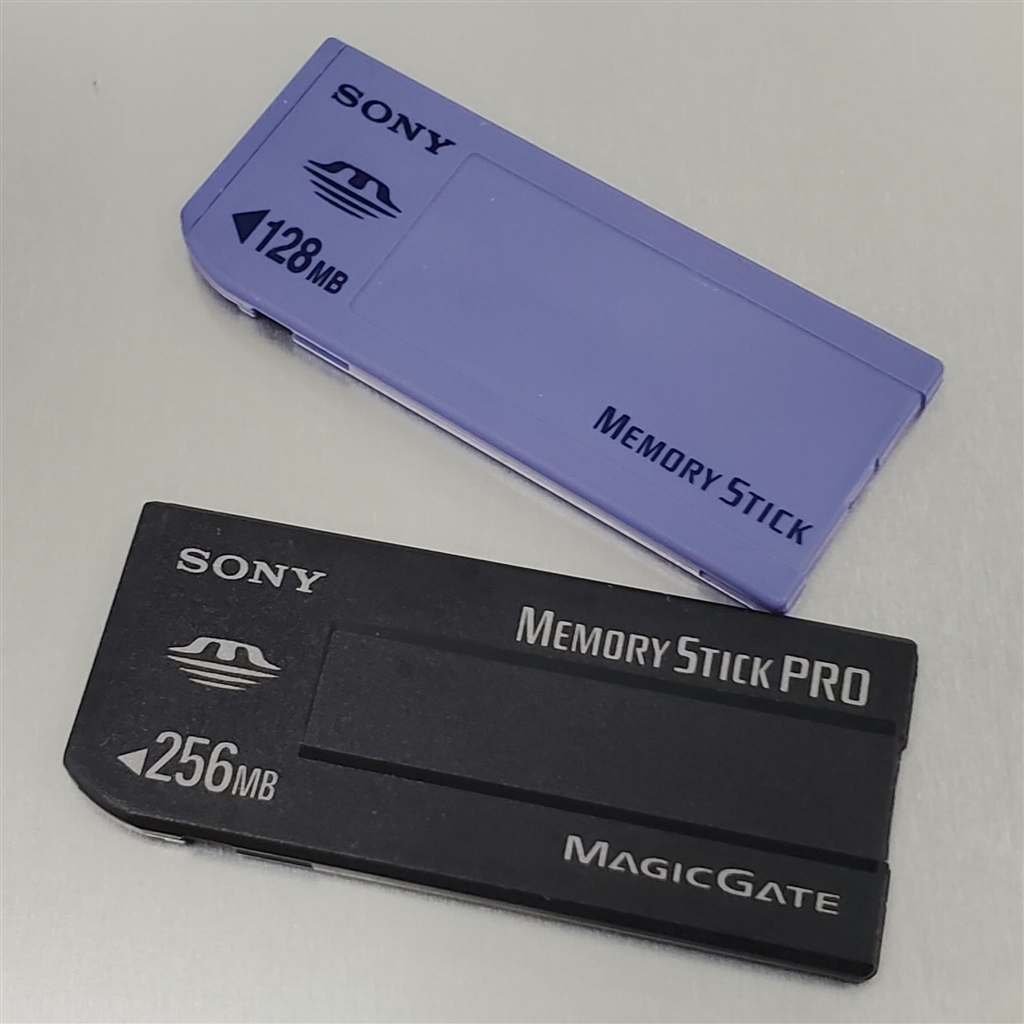 SONY
◀128MB
MEMORY STICK
SONY
MEMORY STICK PRO
◀256MB
MAGICGATE